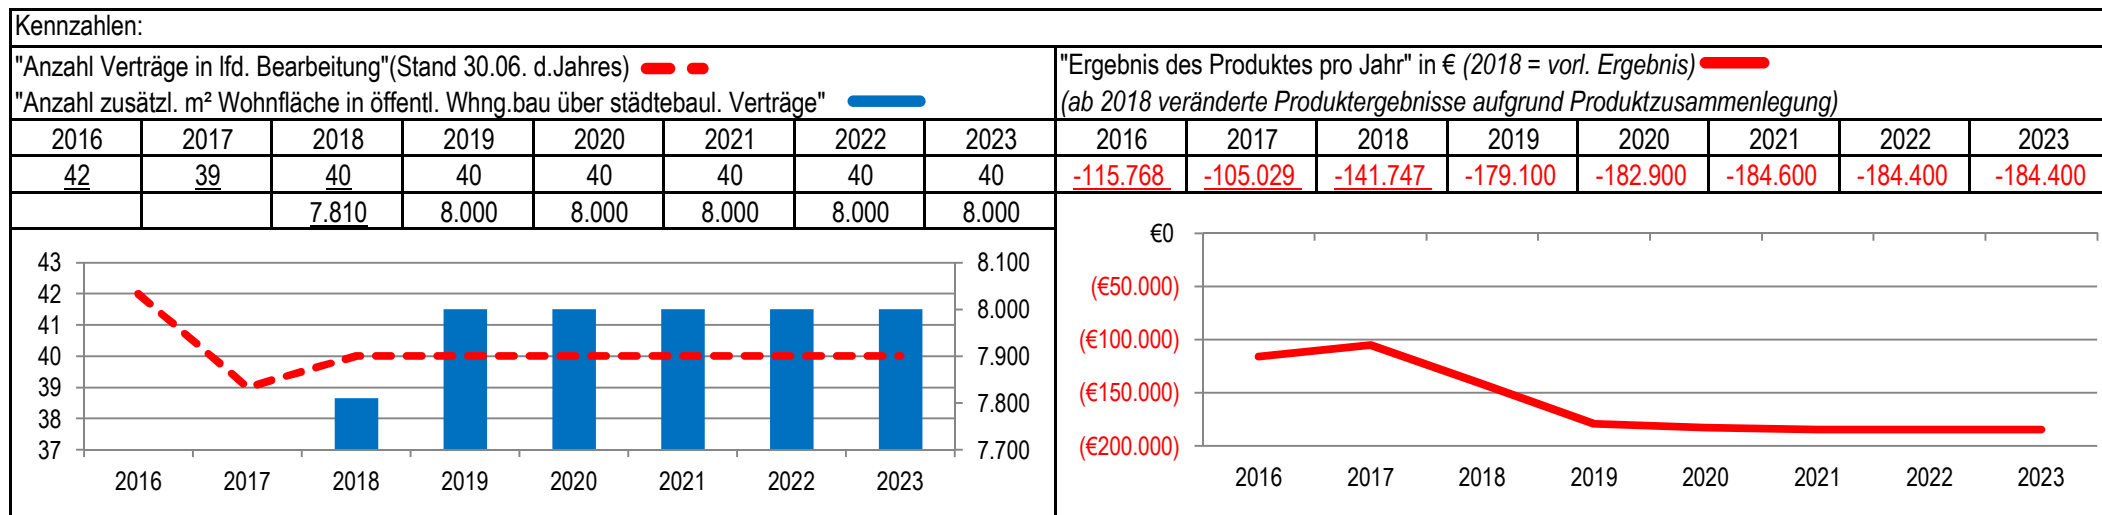 Kennzahlen:
"Anzahl Verträge in lfd. Bearbeitung"(Stand 30.06. d.Jahres)
"Anzahl zusätzl. m² Wohnfläche in öffentl. Whng.bau über städtebaul. Verträge"
2016 2017 2018 2019 2020 2021 2022 2023
42 39 40 40 40 40 40 40
7.810 8.000 8.000 8.000 8.000 8.000
43
42
41
40
39
38
37
8.100
8.000
7.900
7.800
7.700
2016 2017 2018 2019 2020 2021 2022 2023
"Ergebnis des Produktes pro Jahr" in € (2018 = vorl. Ergebnis)
(ab 2018 veränderte Produktergebnisse aufgrund Produktzusammenlegung)
2016 2017 2018 2019 2020 2021 2022 2023
-115.768 -105.029 -141.747 -179.100 -182.900 -184.600 -184.400 -184.400
€0
(€50.000)
(€100.000)
(€150.000)
(€200.000)
2016 2017 2018 2019 2020 2021 2022 2023